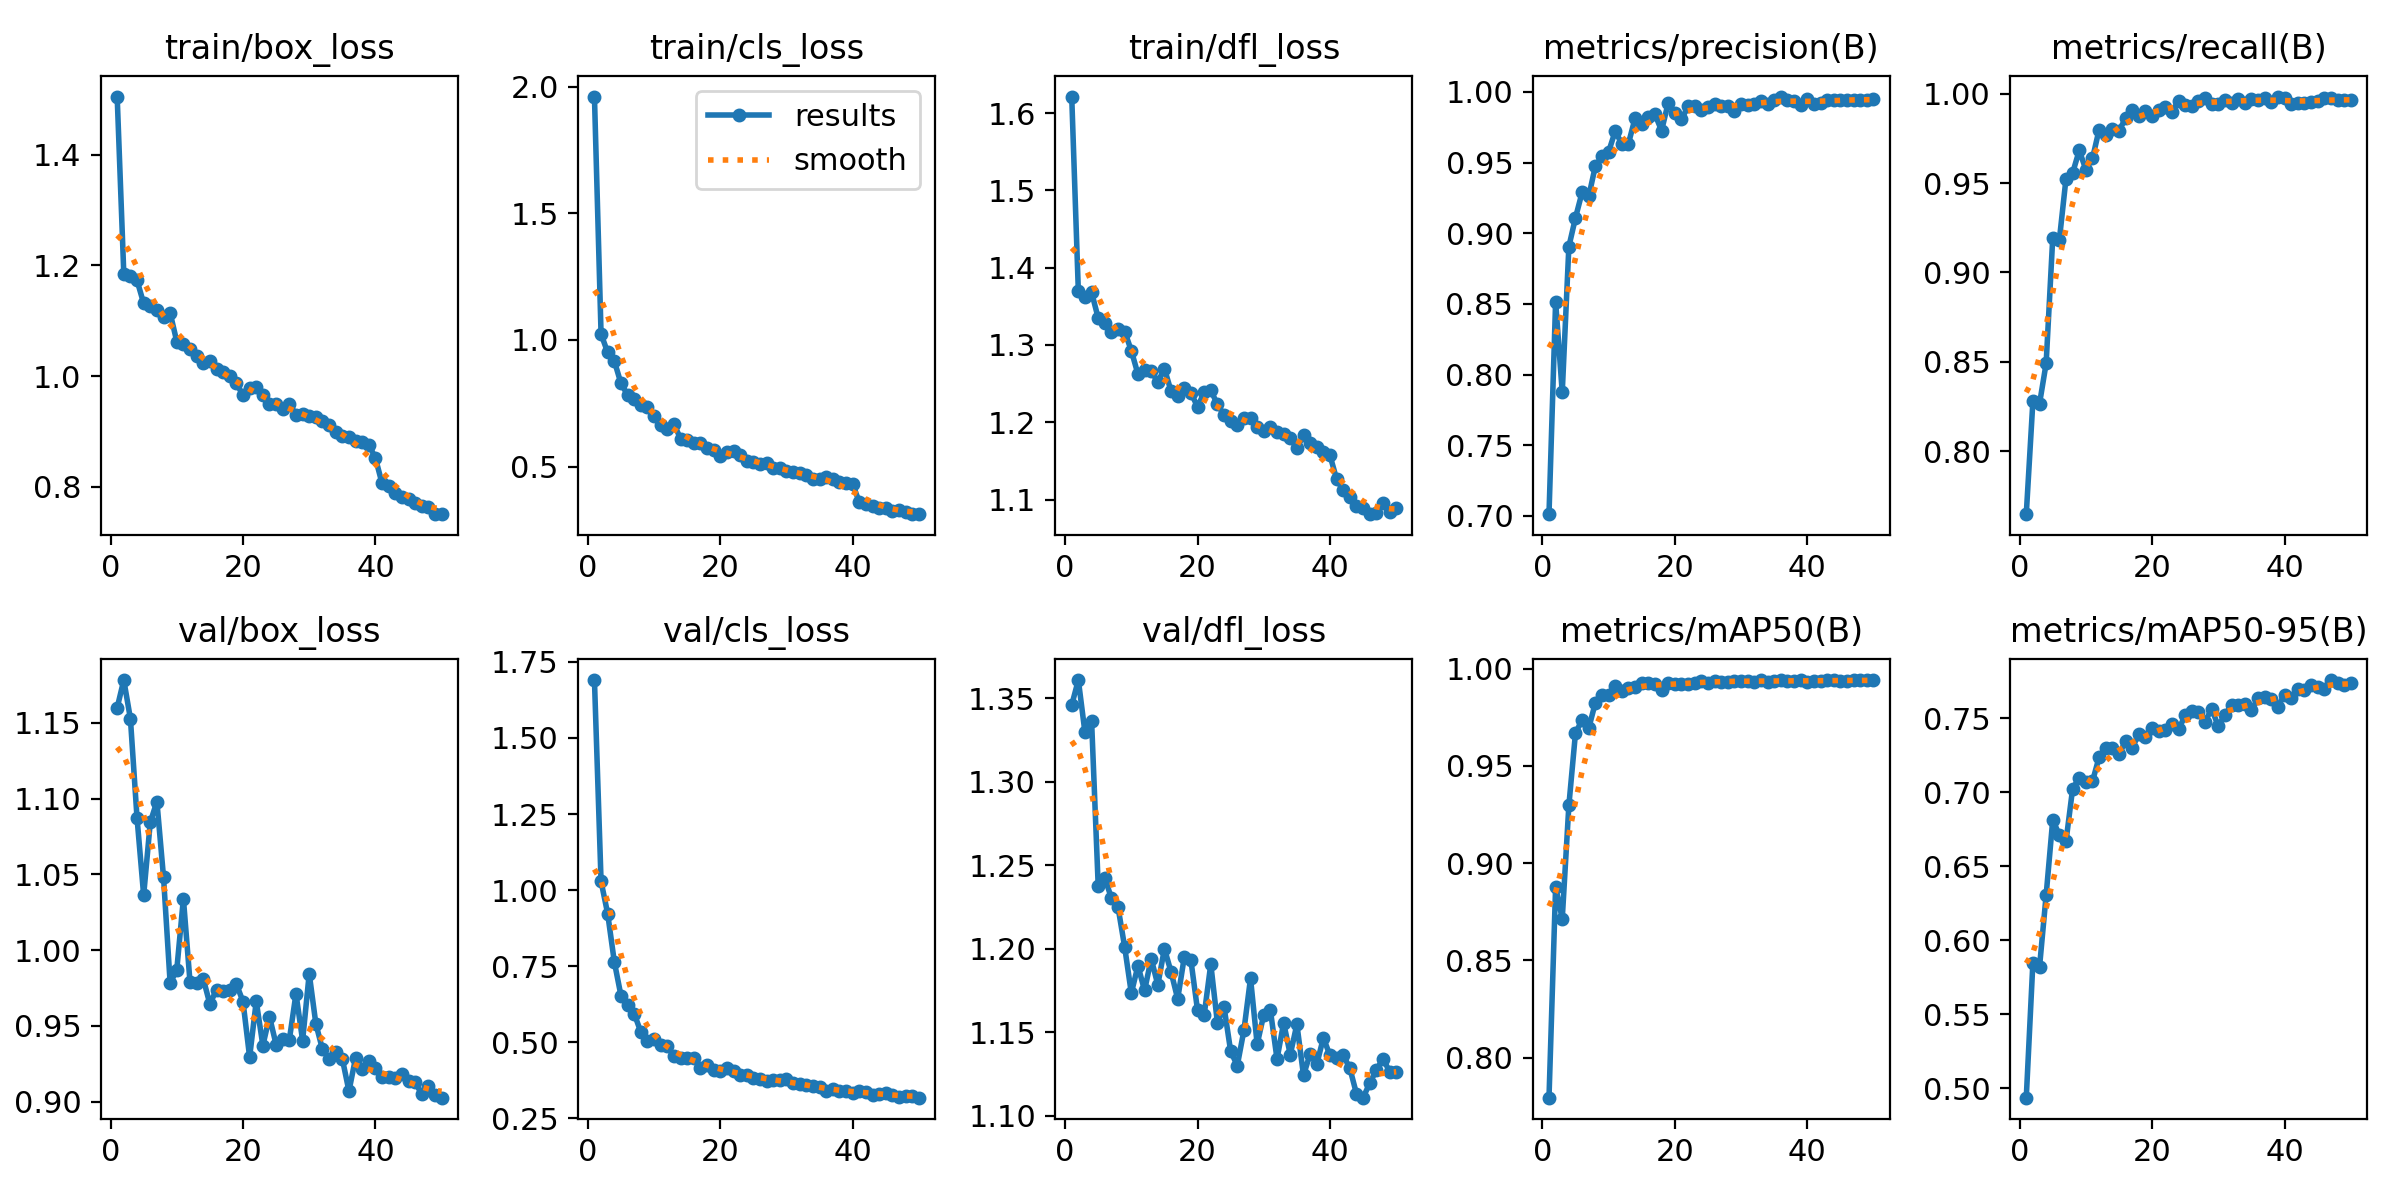 train/box_loss
1.4
1.2
1.0
0.8
0 20 40
train/cls_loss
results
smooth
2.0
1.5
1.0
0.5
0 20 40
train/dfl_loss
1.6
1.5
1.4
1.3
1.2
1.1
0 20 40
metrics/precision(B)
1.00
0.95
0.90
0.85
0.80
0.75
0.70
0 20 40
metrics/recall(B)
1.00
0.95
0.90
0.85
0.80
0 20 40
val/box_loss
1.15
1.10
1.05
1.00
0.95
0.90
0 20 40
val/cls_loss
1.75
1.50
1.25
1.00
0.75
0.50
0.25
0 20 40
val/dfl_loss
1.35
1.30
1.25
1.20
1.15
1.10
0 20 40
metrics/mAP50(B)
1.00
0.95
0.90
0.85
0.80
0 20 40
metrics/mAP50-95(B)
0.75
0.70
0.65
0.60
0.55
0.50
0 20 40